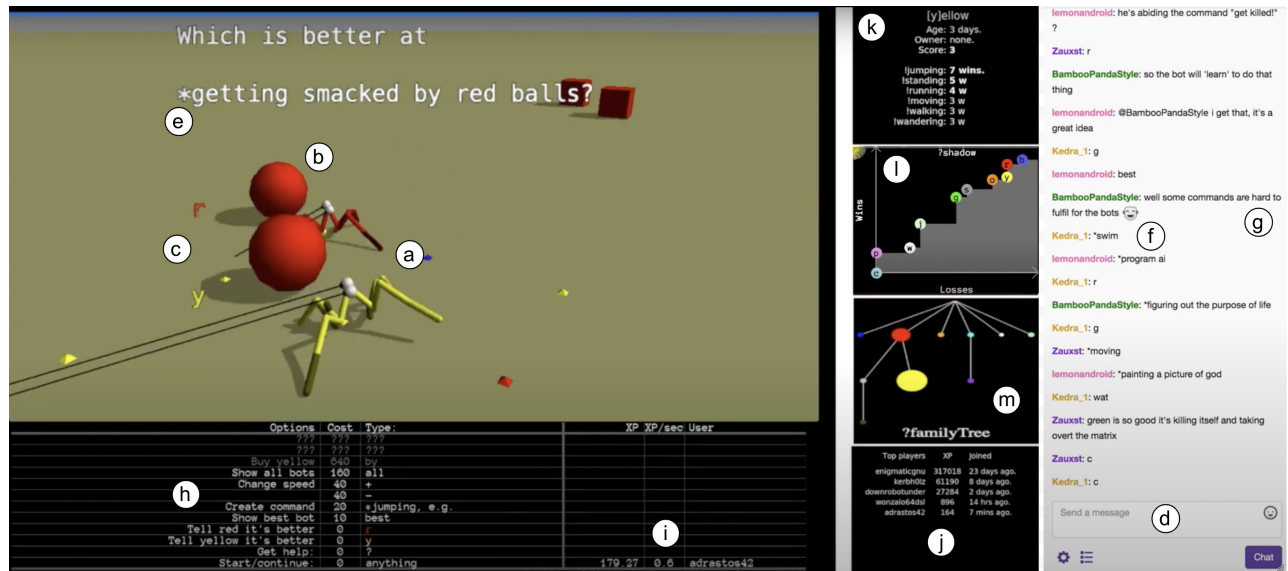 Which is better at
*getting smacked by red balls?
e
b
r
c
a
y
Options Cost Type: XP XP/sec User
??? ??? ???
??? ??? ???
Buy yellow 640 by
Show all bots 160 all
Change speed 40 +
40 -
h
Create command 20 *jumping, e.g.
Show best bot 10 best
Tell red it's better 0 r
Tell yellow it's better 0 y
i
Get help: 0 ?
Start/continue: 0 anything 179.27 0.6 adrastos42
k
[y]ellow
Age: 3 days.
Owner: none.
Score: 3
!jumping: 7 wins.
!standing: 5 w
!running: 4 w
!moving: 3 w
!walking: 3 w
!wandering: 3 w
?shadow
l
Wins
r b
o y
s
g
j
w
p
c
Losses
m
?familyTree
Top players XP Joined
enigmaticgnu 317018 23 days ago.
kerbh0lz 61190 8 days ago.
downrobotunder 27284 2 days ago.
wonzalo64dsl 896 14 hrs ago.
adrastos42 164 7 mins ago.
j
lemonandroid: he's abiding the command "get killed!"
?
Zauxst: r
BambooPandaStyle: so the bot will 'learn' to do that
thing
lemonandroid: @BambooPandaStyle i get that, it's a
great idea
Kedra_1: g
lemonandroid: best
BambooPandaStyle: well some commands are hard to
fulfil for the bots
g
Kedra_1: *swim
f
lemonandroid: *program ai
Kedra_1: r
BambooPandaStyle: *figuring out the purpose of life
Kedra_1: g
Zauxst: *moving
lemonandroid: *painting a picture of god
Kedra_1: wat
Zauxst: green is so good it's killing itself and taking
overt the matrix
Zauxst: c
Kedra_1: c
Send a message
d
Chat